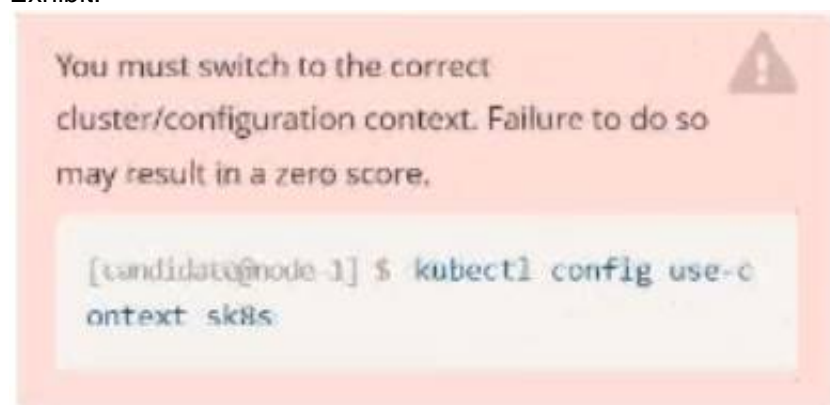 You must switch to the correct
cluster/configuration context. Failure to do so
may result in a zero score.
[candidate@node-1] $ kubectl config use-c
ontext sk8s